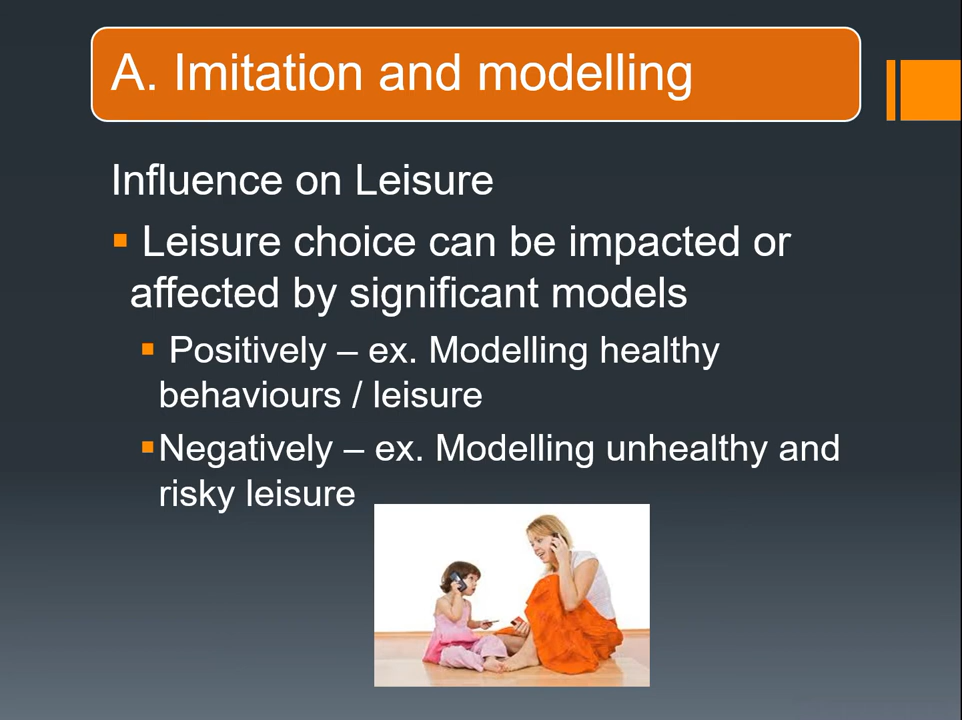 A. Imitation and modelling
Influence on Leisure
Leisure choice can be impacted or
affected by significant models
Positively – ex. Modelling healthy
behaviours / leisure
Negatively – ex. Modelling unhealthy and
risky leisure